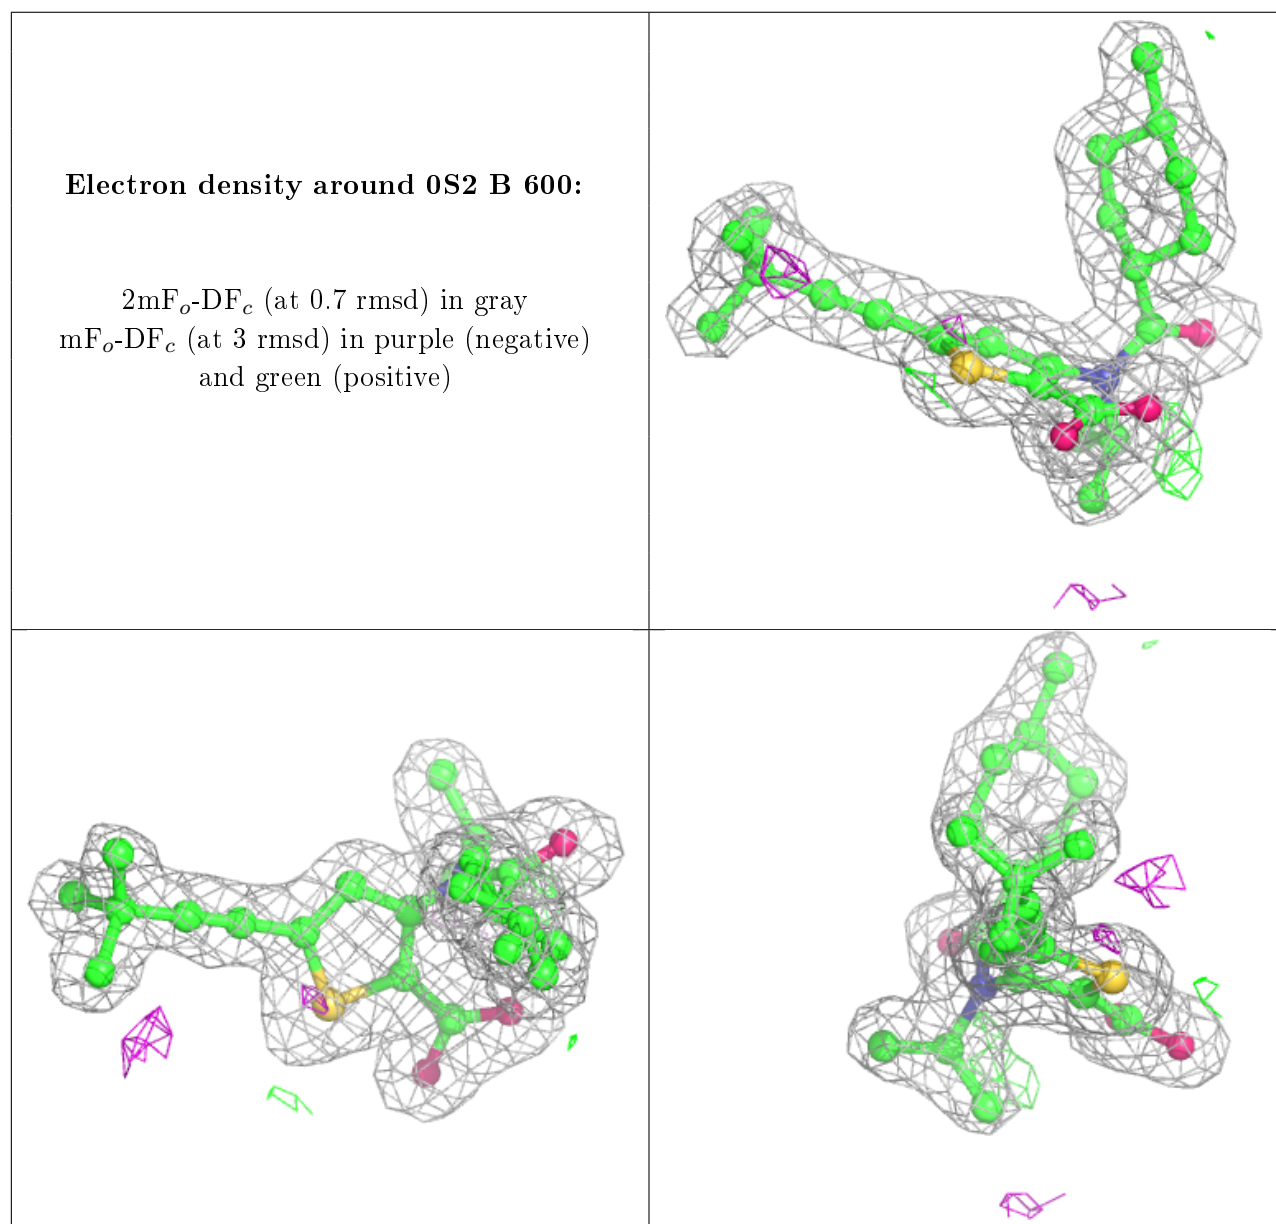 Electron density around 0S2 B 600:
2mFo-DFc (at 0.7 rmsd) in gray
mFo-DFc (at 3 rmsd) in purple (negative)
and green (positive)